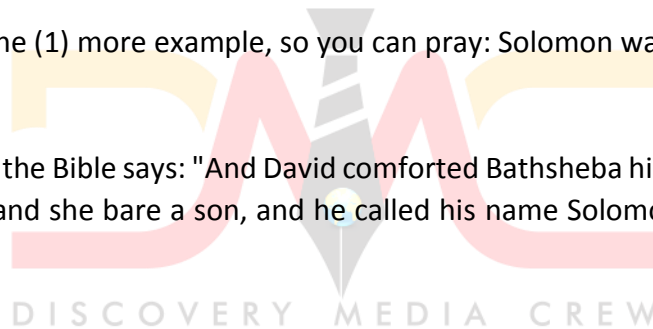 ne (1) more example, so you can pray: Solomon wa
the Bible says: "And David comforted Bathsheba hi
and she bare a son, and he called his name Solomo
DISCOVERY MEDIA CREW